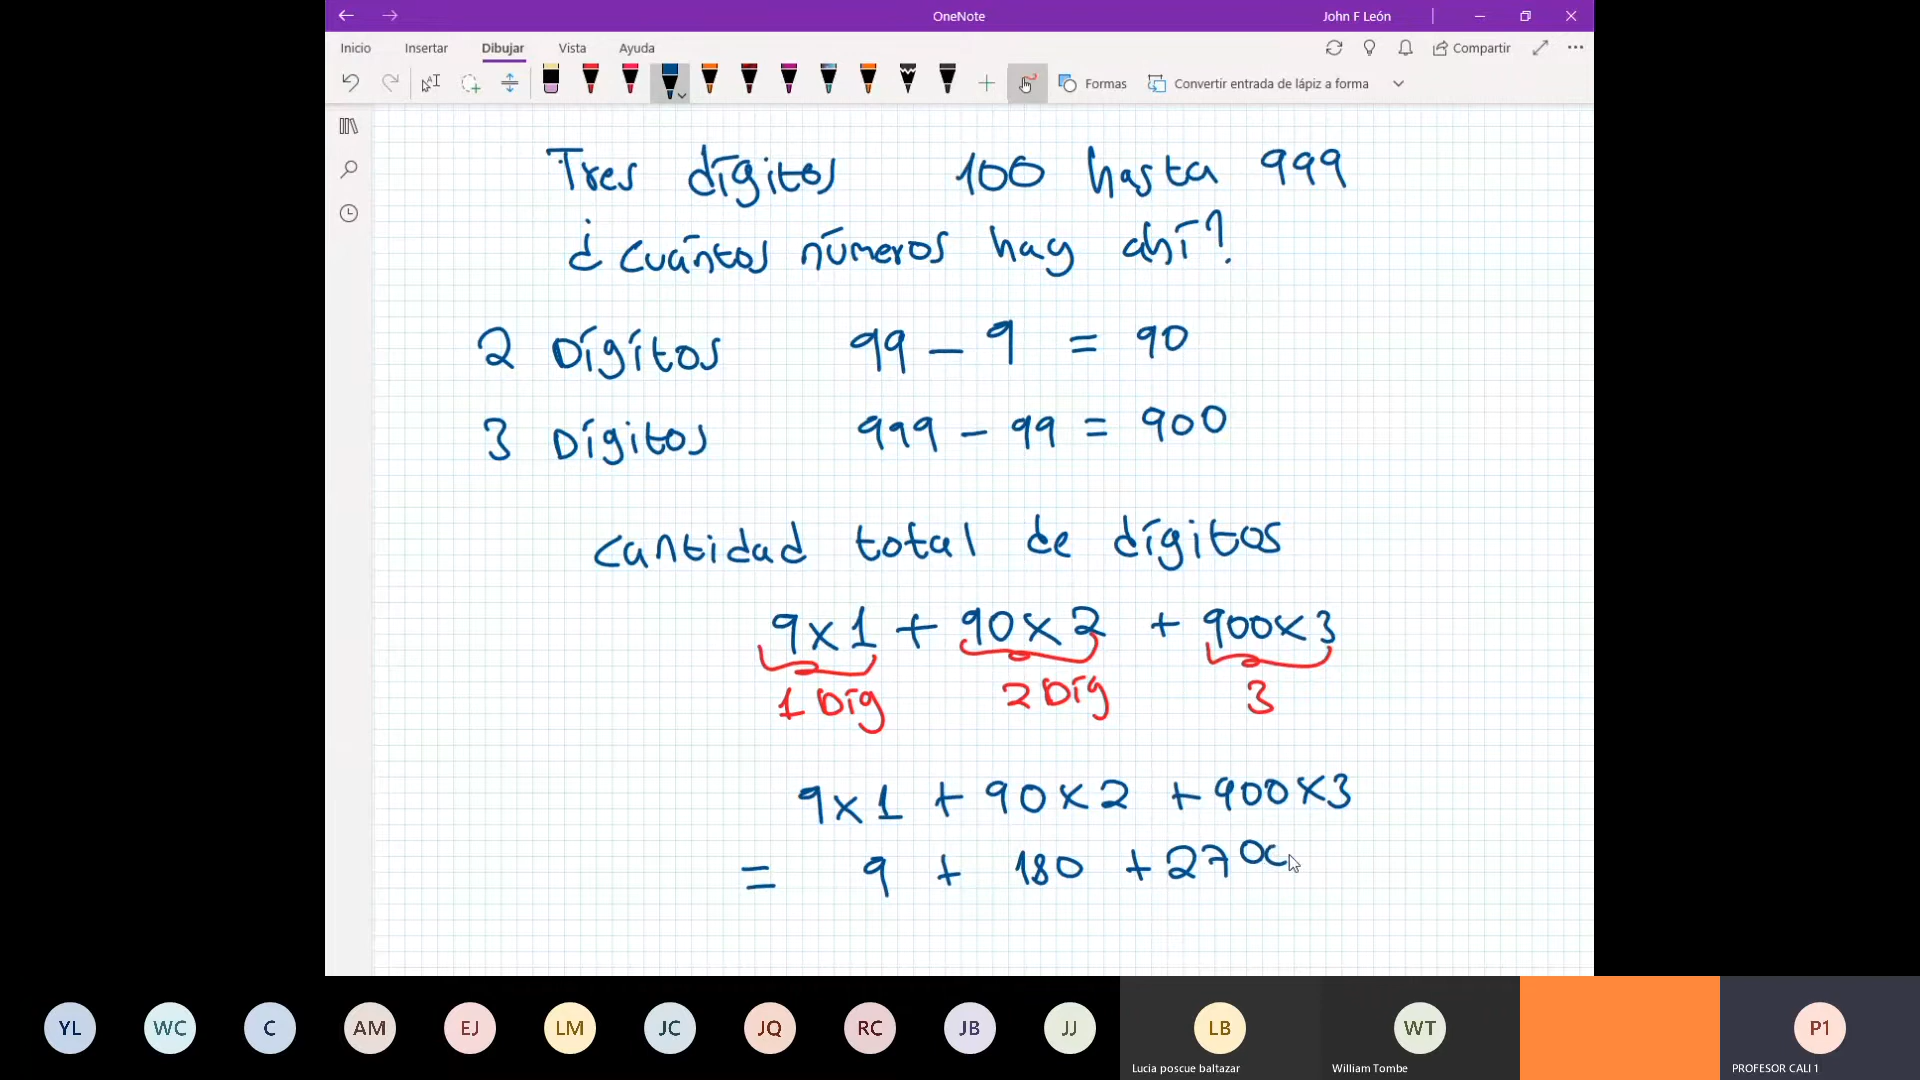 OneNote
John F León
Inicio Insertar Dibujar Vista Ayuda
Compartir
Formas Convertir entrada de lápiz a forma
Tres dígitos 100 hasta 999
¿cuántos números hay ahí?
2 Dígitos 99 - 9 = 90
3 Dígitos 999 - 99 = 900
cantidad total de dígitos
9x1 + 90x2 + 900x3
1 Díg 2 Díg 3
9x1 + 90x2 + 900x3
= 9 + 180 + 270
YL WC C AM EJ LM JC JQ RC JB JJ LB WT P1
Lucia poscue baltazar William Tombe PROFESOR CALI 1